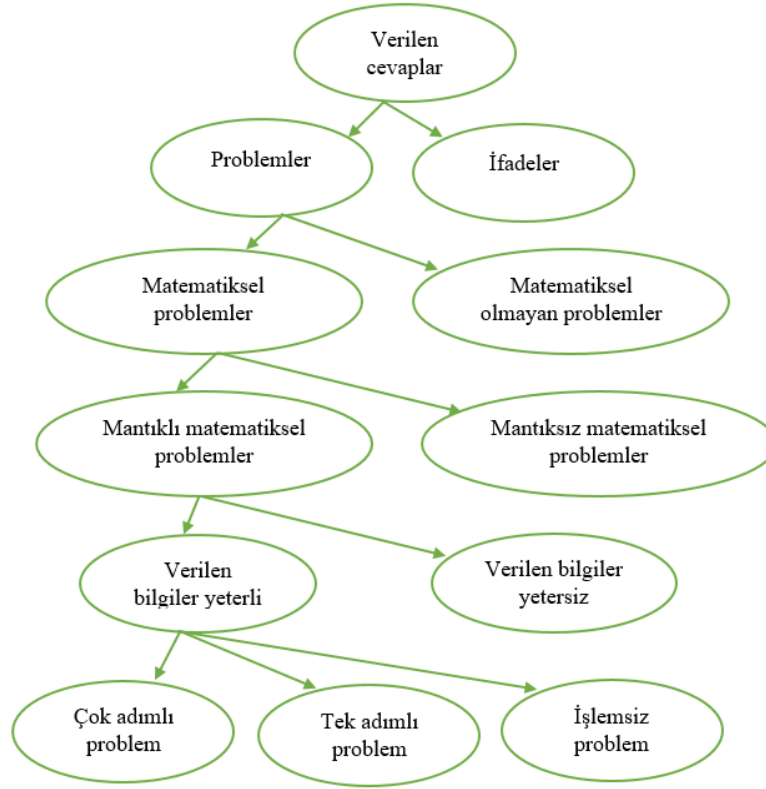 Verilen
cevaplar
Problemler
İfadeler
Matematiksel
problemler
Matematiksel
olmayan problemler
Mantıklı matematiksel
problemler
Mantıksız matematiksel
problemler
Verilen
bilgiler yeterli
Verilen bilgiler
yetersiz
Çok adımlı
problem
Tek adımlı
problem
İşlemsiz
problem